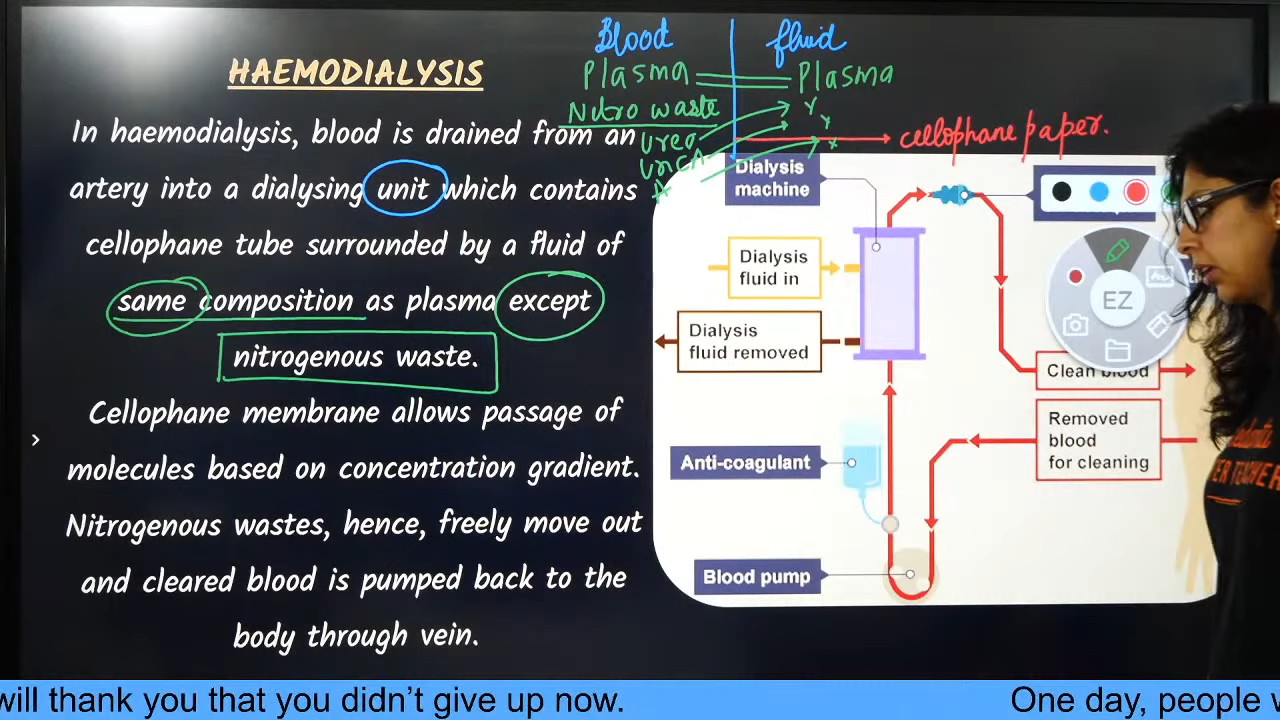 Blood
fluid
HAEMODIALYSIS
Plasma
Plasma
Nitro waste
In haemodialysis, blood is drained from an
cellophane paper.
artery into a dialysing unit which contains
cellophane tube surrounded by a fluid of
same composition as plasma except
nitrogenous waste.
Cellophane membrane allows passage of
molecules based on concentration gradient.
Nitrogenous wastes, hence, freely move out
and cleared blood is pumped back to the
body through vein.
Dialysis
machine
Dialysis
fluid in
Dialysis
fluid removed
EZ
Clean blood
Removed
blood
for cleaning
Anti-coagulant
Blood pump
will thank you that you didn't give up now.
One day, people w